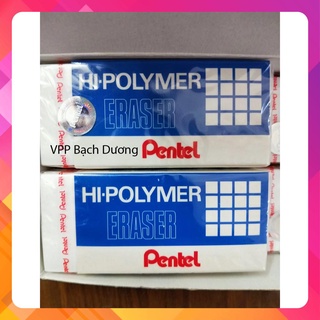 HI-POLYMER
ERASER
VPP Bạch Dương
Pentel
HI-POLYMER
ERASER
Pentel